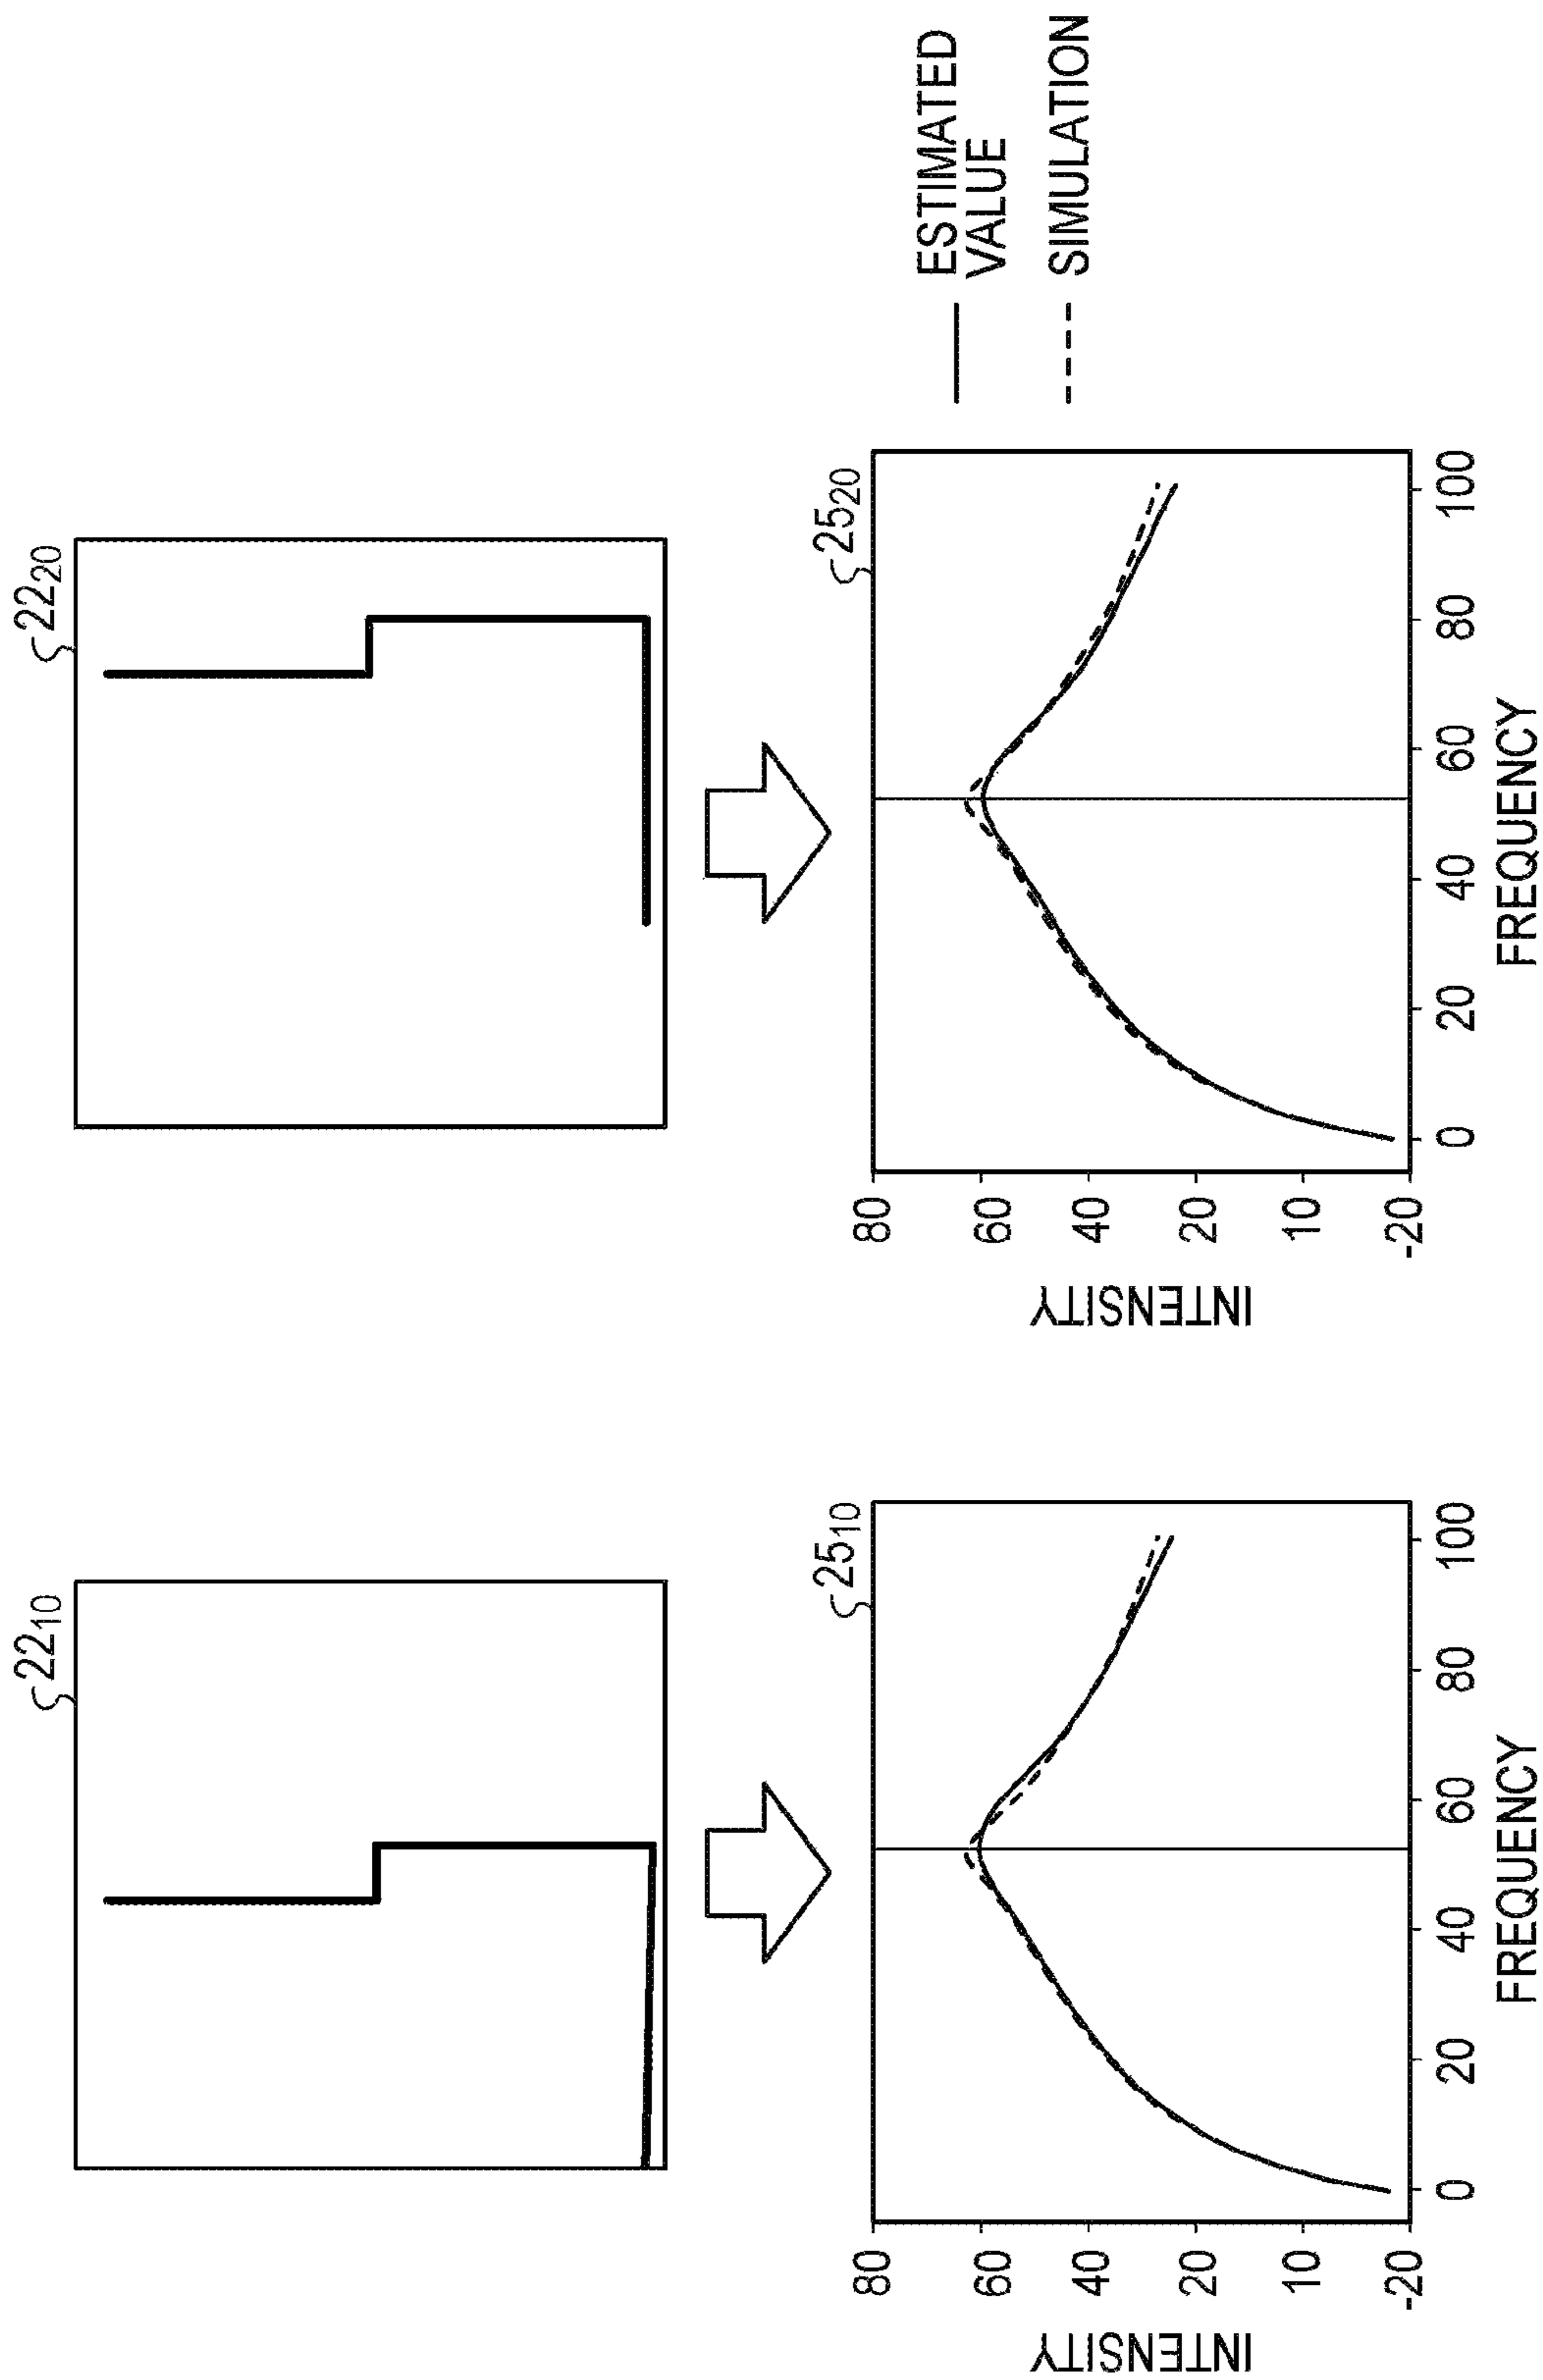 22₁₀
22₂₀
25₁₀
INTENSITY
80
60
40
20
10
-20
0 20 40 60 80 100
FREQUENCY
25₂₀
INTENSITY
80
60
40
20
10
-20
0 20 40 60 80 100
FREQUENCY
ESTIMATED
VALUE
SIMULATION